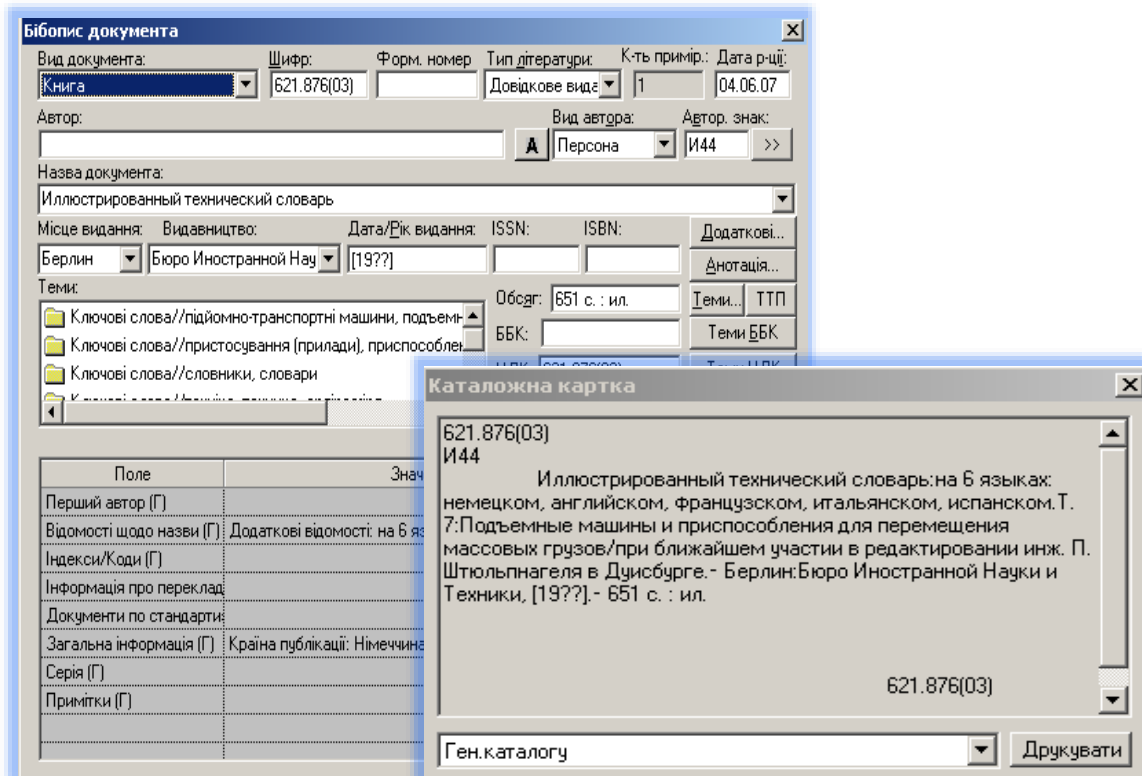 Бібопис документа
Вид документа: Шифр: Форм. номер Тип літератури: К-ть примір.: Дата р-ції:
Книга 621.876(03) Довідкове вида 1 04.06.07
Автор: Вид автора: Автор. знак:
А Персона И44 >>
Назва документа:
Иллюстрированный технический словарь
Місце видання: Видавництво: Дата/Рік видання: ISSN: ISBN: Додаткові...
Берлин Бюро Иностранной Нау [19??] Анотація...
Теми: Обсяг: 651 с. : ил. Теми... ТТП
Ключові слова//підйомно-транспортні машини,
Ключові слова//пристосування (прилади), ББК: Теми ББК
Ключові слова//словники, словари
Каталожна картка
621.876(03)
И44
Иллюстрированный технический словарь:на 6 языках:
немецком, английском, французском, итальянском, испанском.Т.
7:Подъемные машины и приспособления для перемещения
массовых грузов/при ближайшем участии в редактировании инж. П.
Штюльпнагеля в Дуисбурге.- Берлин:Бюро Иностранной Науки и
Техники, [19??].- 651 с. : ил.
621.876(03)
Ген.каталогу Друкувати
Поле Знач
Перший автор (Г)
Відомості щодо назви (Г) Додаткові відомості: на 6
Індекси/Коди (Г)
Інформація про переклад
Документи по стандарти
Загальна інформація (Г) Країна публікації: Німеччина
Серія (Г)
Примітки (Г)